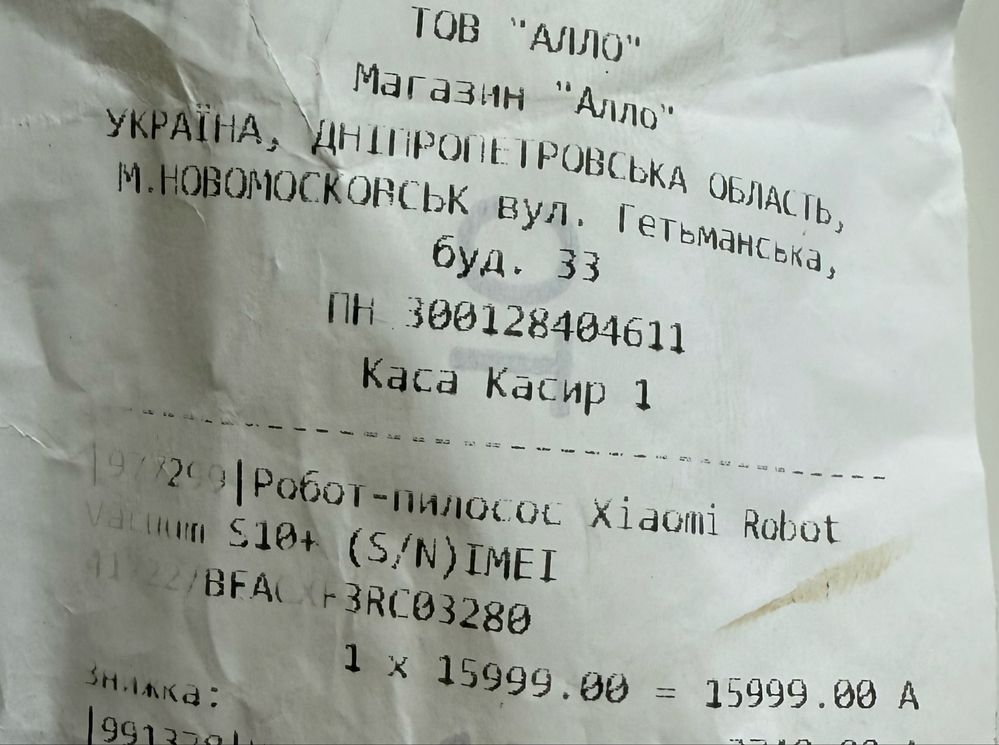 ТОВ "АЛЛО"
Магазин "Алло"
УКРАЇНА, ДНІПРОПЕТРОВСЬКА ОБЛАСТЬ,
М.НОВОМОСКОВСЬК вул. Гетьманська,
буд. 33
ПН 300128404611
Каса Касир 1
|Робот-пилосос Xiaomi Robot
Vacuum S10+ (S/N)IMEI
1 x 15999.00 = 15999.00 А
Знижка: